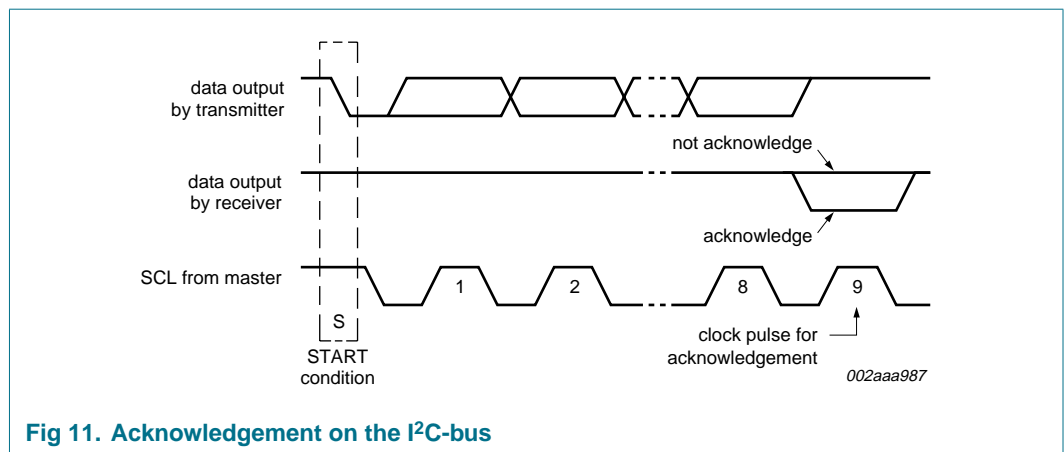 data output
by transmitter
not acknowledge
data output
by receiver
acknowledge
SCL from master
1
2
8
9
S
START
condition
clock pulse for
acknowledgement
002aaa987
Fig 11. Acknowledgement on the I²C-bus